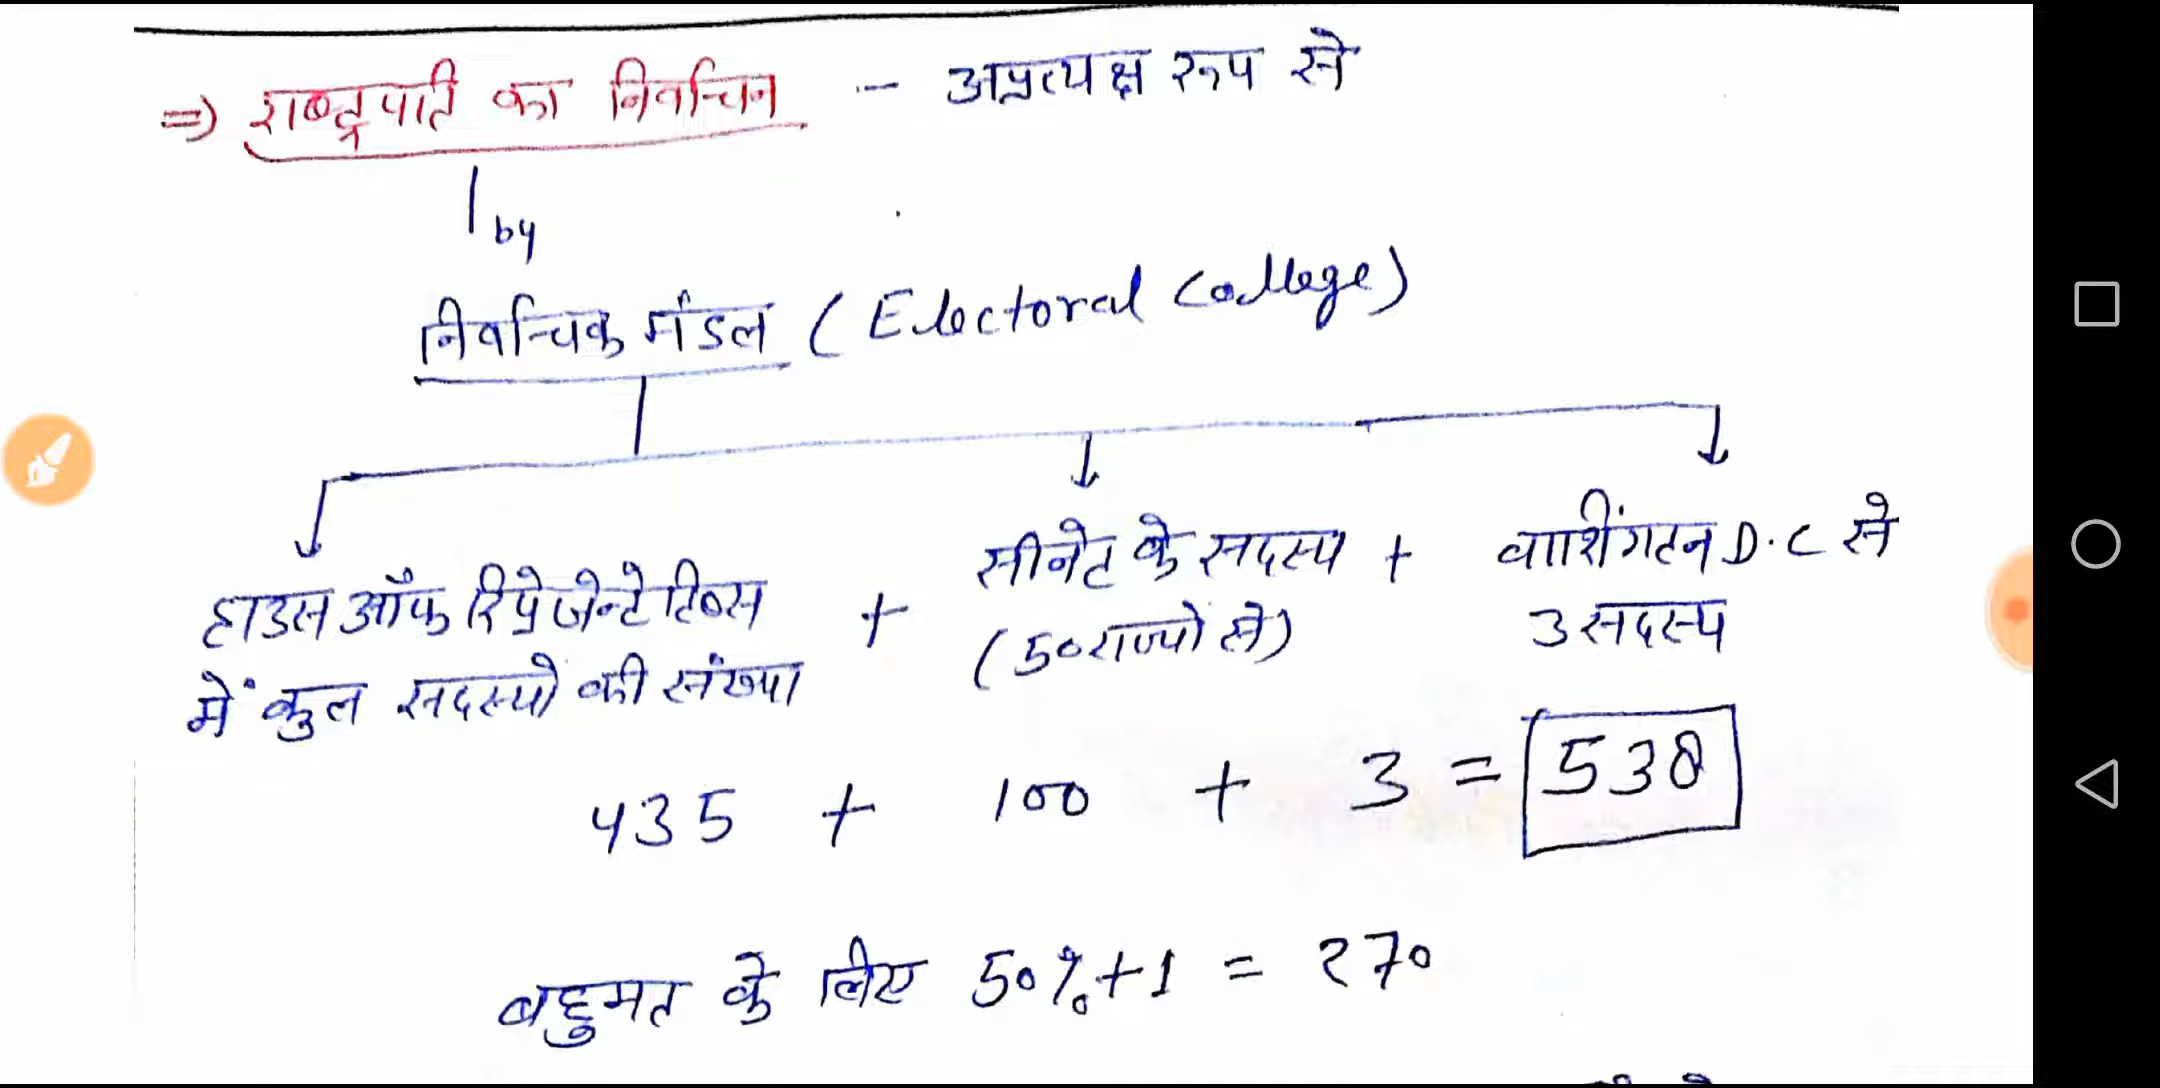 => राष्ट्रपति का निर्वाचन - अप्रत्यक्ष रूप से
by
निर्वाचक मंडल (Electoral College)
हाउस ऑफ रिप्रेजेन्टेटिव्स + सीनेट के सदस्य + वाशिंगटन D.C से
में कुल सदस्यो की संख्या (50 राज्यो से) 3 सदस्य
435 + 100 + 3 = 538
बहुमत के लिए 50%+1 = 270